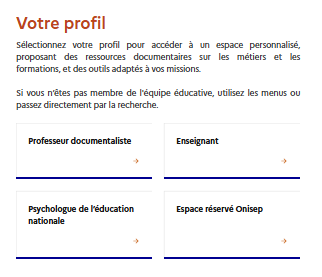 Votre profil
Sélectionnez votre profil pour accéder à un espace personnalisé,
proposant des ressources documentaires sur les métiers et les
formations, et des outils adaptés à vos missions.
Si vous n'êtes pas membre de l'équipe éducative, utilisez les menus ou
passez directement par la recherche.
Professeur documentaliste
Enseignant
→
→
Psychologue de l'éducation
nationale
Espace réservé Onisep
→
→